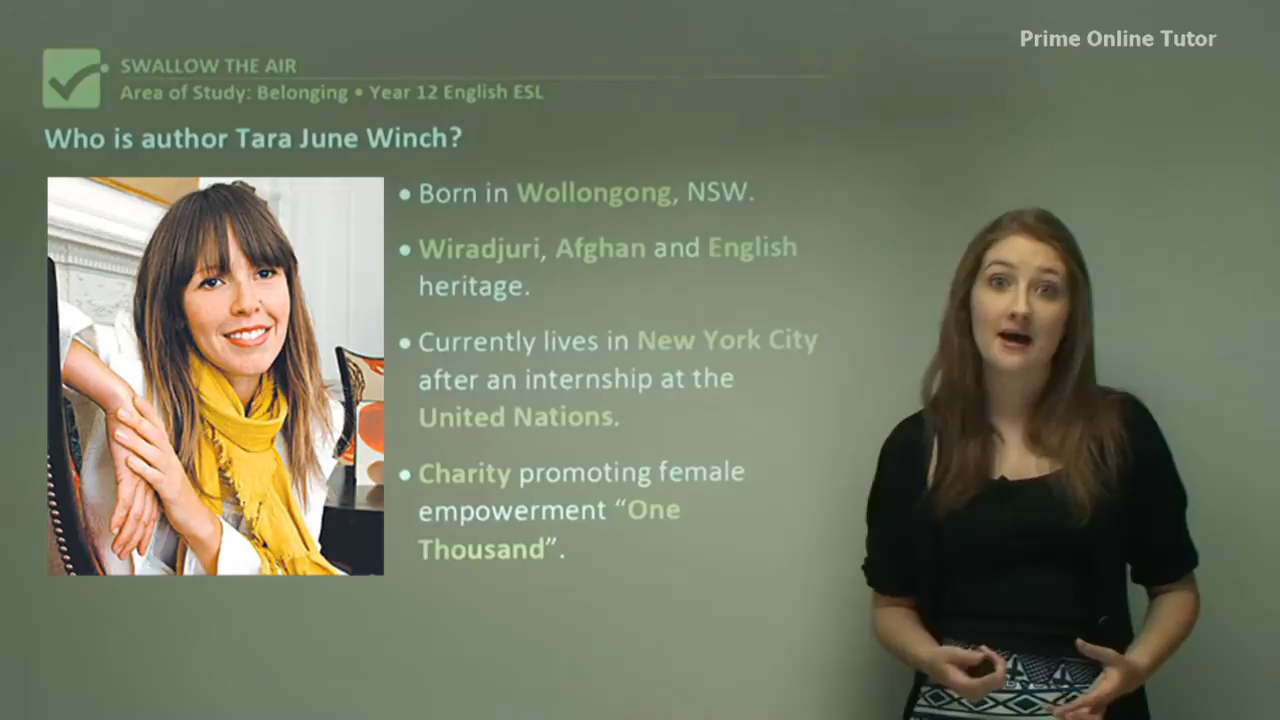 Prime Online Tutor
SWALLOW THE AIR
Area of Study: Belonging • Year 12 English ESL
Who is author Tara June Winch?
• Born in Wollongong, NSW.
• Wiradjuri, Afghan and English
heritage.
• Currently lives in New York City
after an internship at the
United Nations.
• Charity promoting female
empowerment “One
Thousand”.